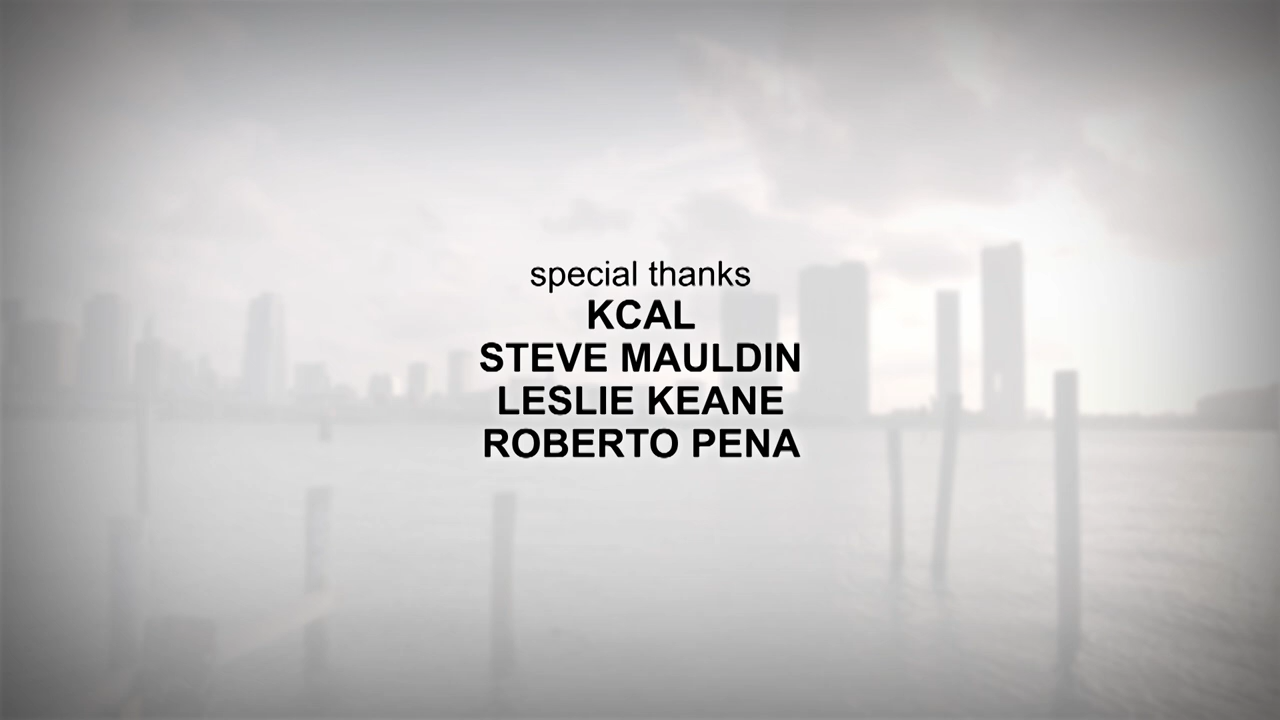 special thanks
KCAL
STEVE MAULDIN
LESLIE KEANE
ROBERTO PENA